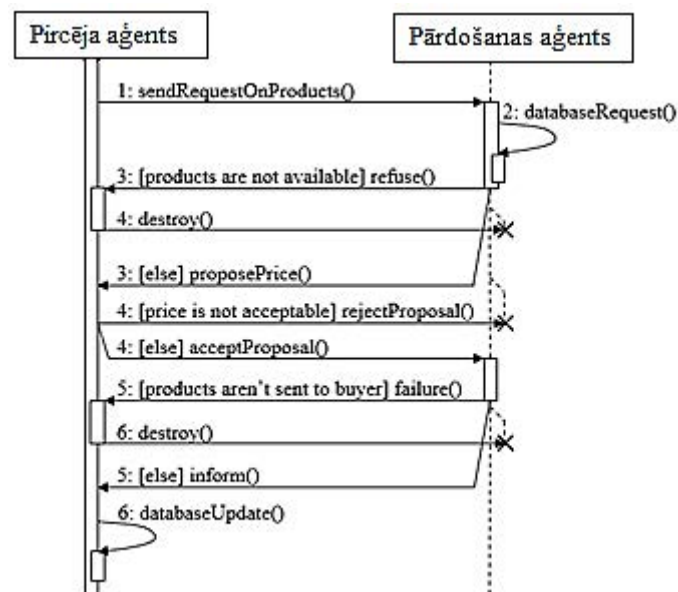 Pircēja aģents
Pārdošanas aģents
1: sendRequestOnProducts()
2: databaseRequest()
3: [products are not available] refuse()
4: destroy()
3: [else] proposePrice()
4: [price is not acceptable] rejectProposal()
4: [else] acceptProposal()
5: [products aren't sent to buyer] failure()
6: destroy()
5: [else] inform()
6: databaseUpdate()